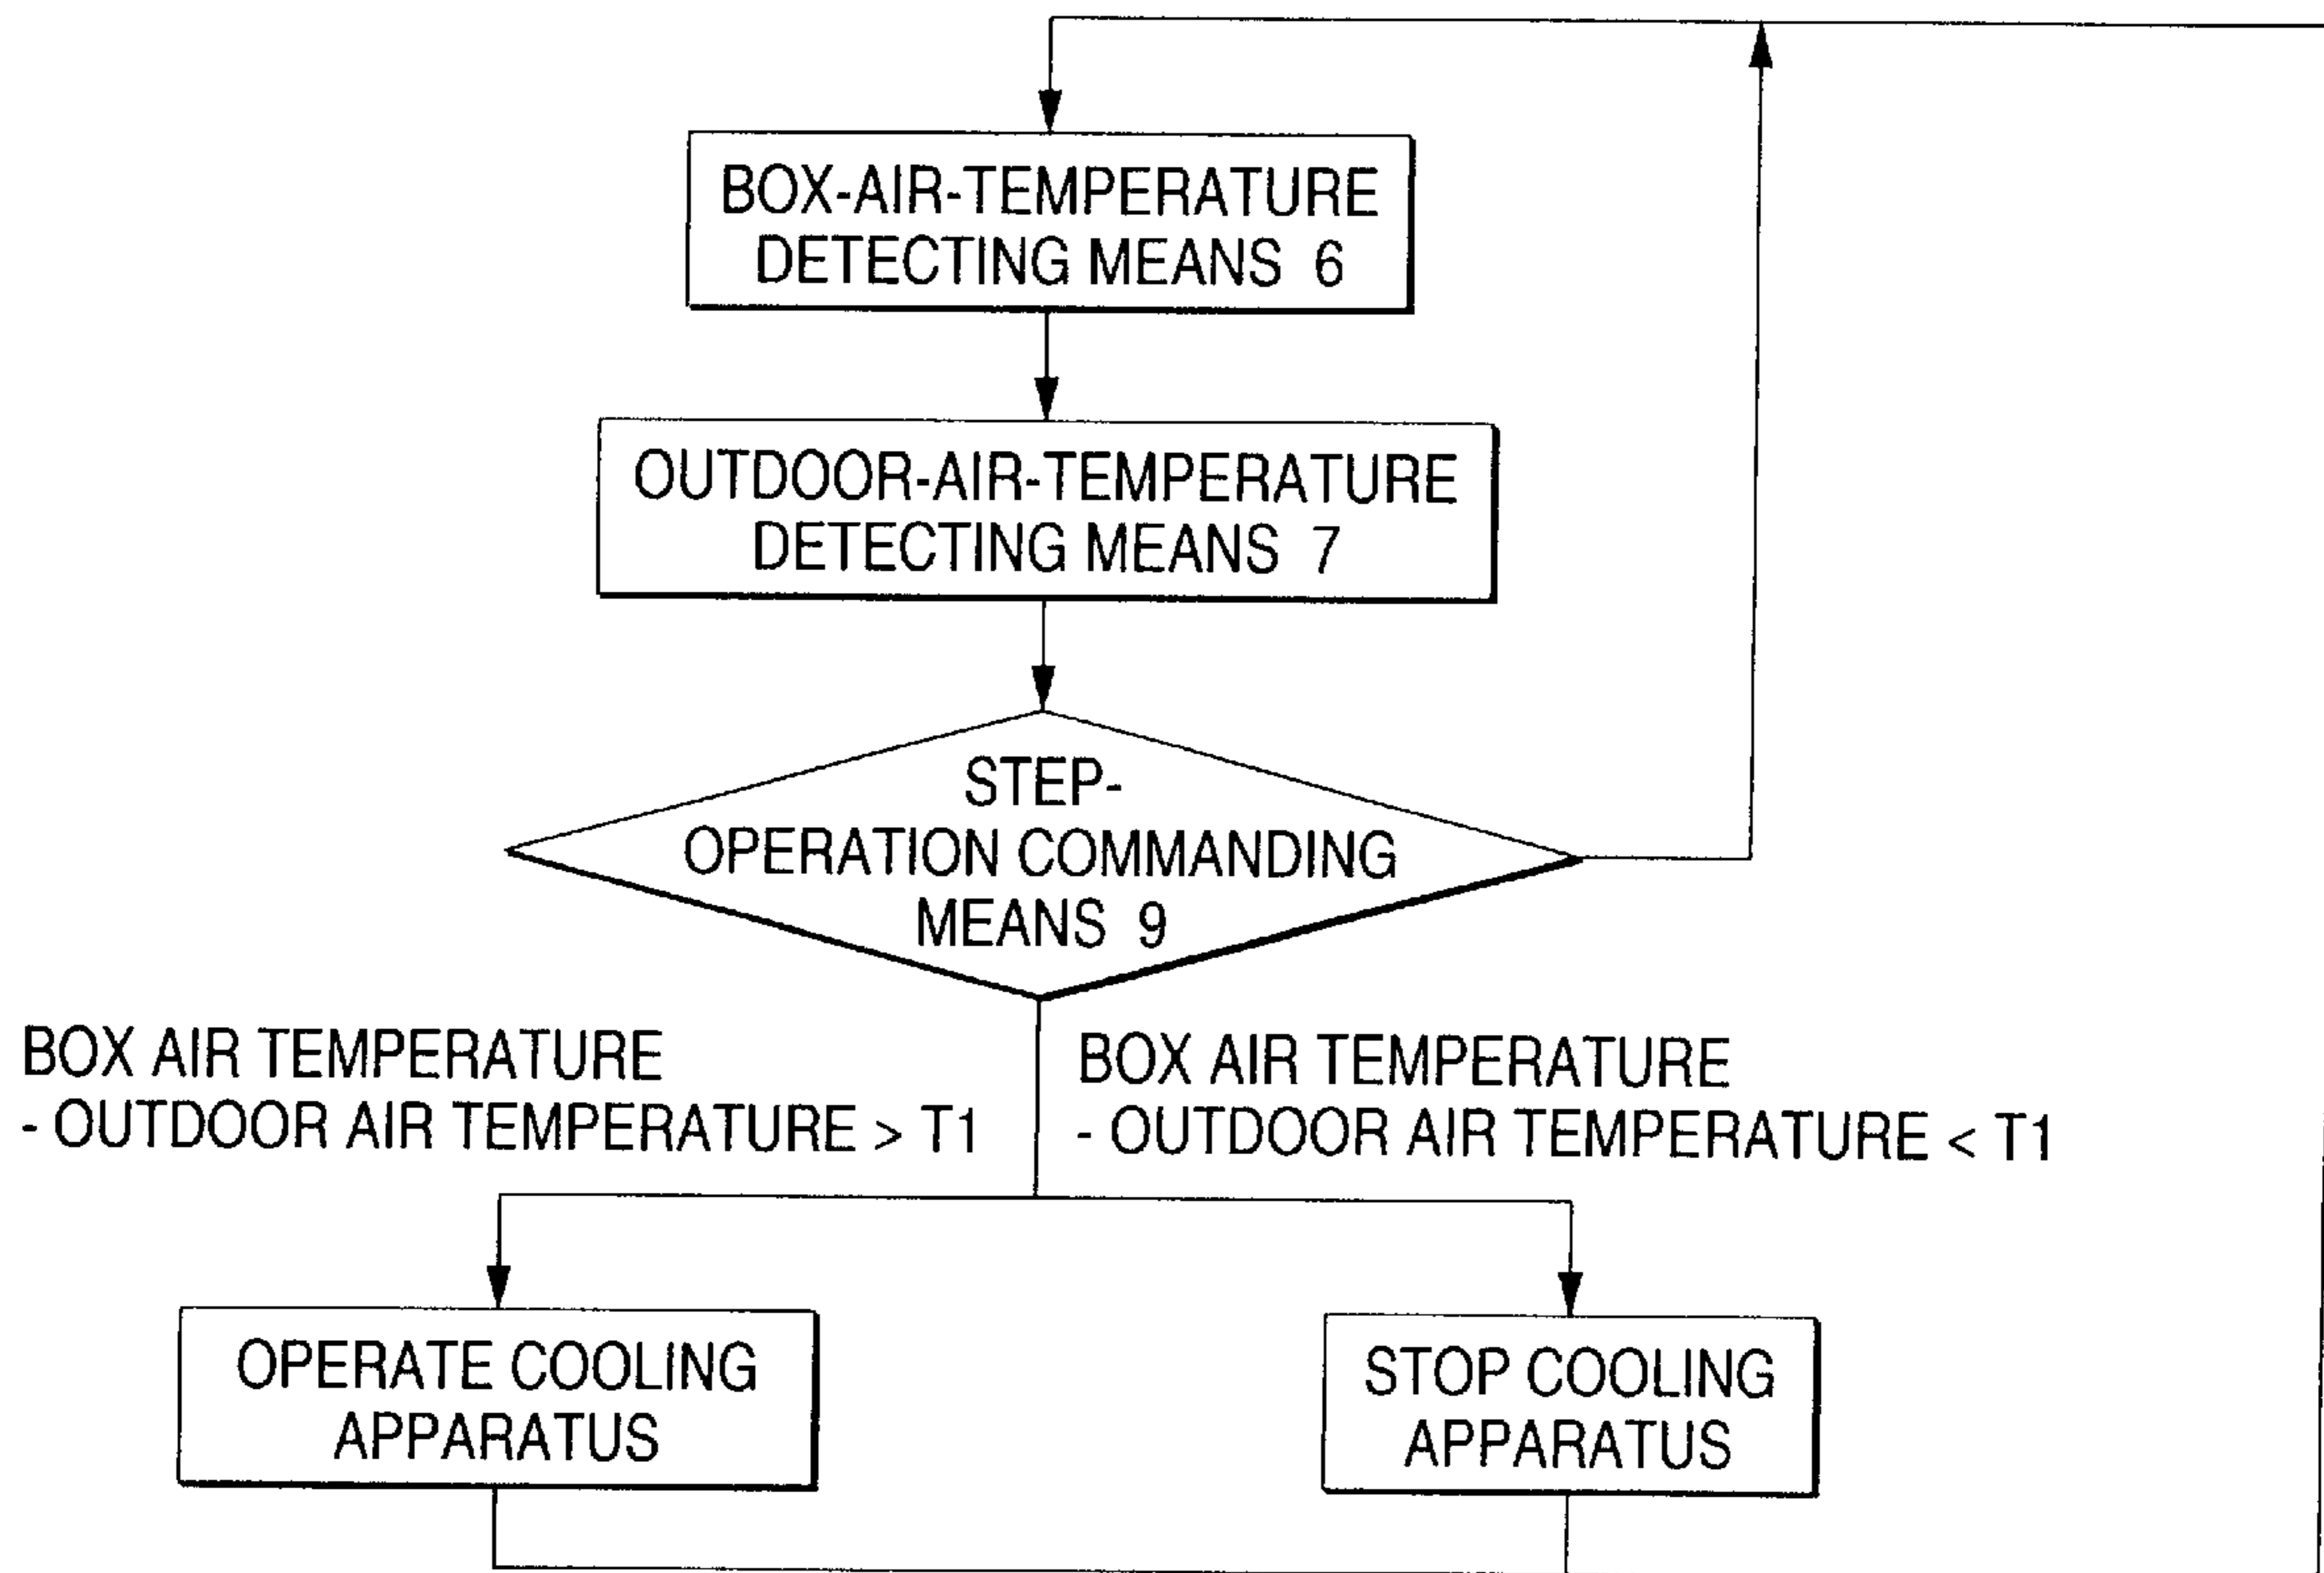 BOX-AIR-TEMPERATURE
DETECTING MEANS 6
OUTDOOR-AIR-TEMPERATURE
DETECTING MEANS 7
STEP-
OPERATION COMMANDING
MEANS 9
BOX AIR TEMPERATURE
- OUTDOOR AIR TEMPERATURE > T1
BOX AIR TEMPERATURE
- OUTDOOR AIR TEMPERATURE < T1
OPERATE COOLING
APPARATUS
STOP COOLING
APPARATUS